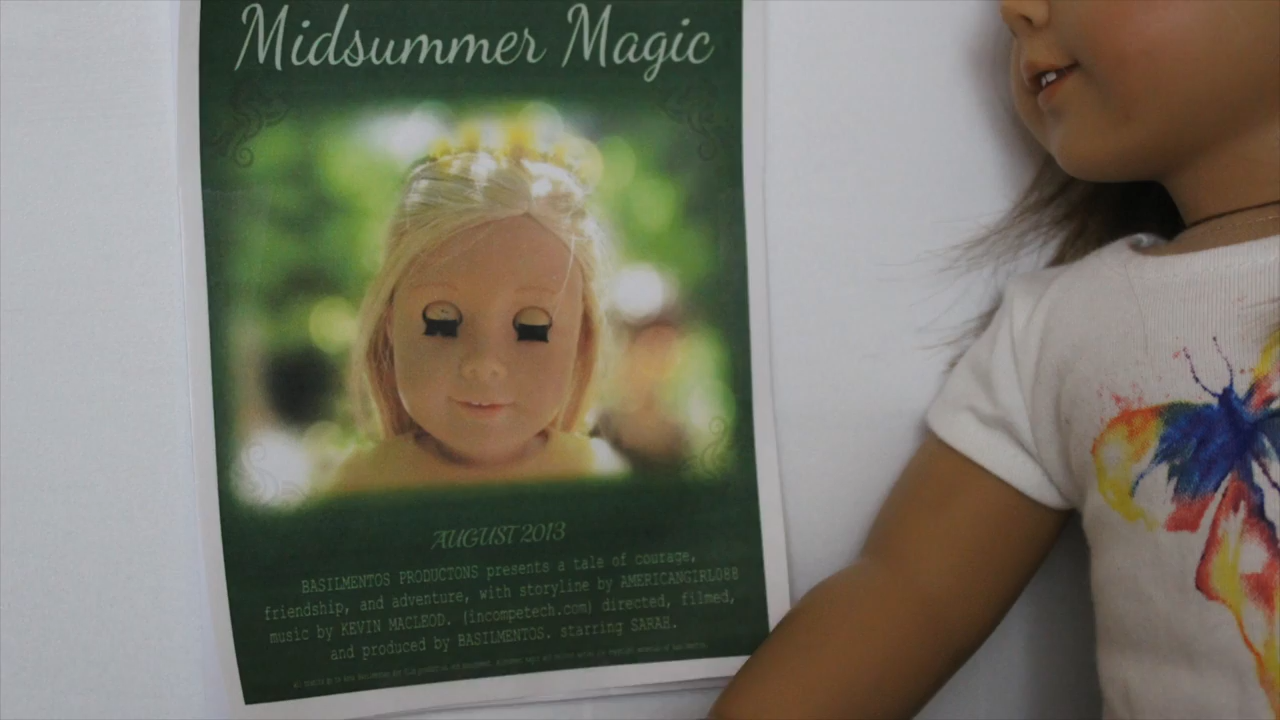 Midsummer Magic
AUGUST 2013
BASILMENTOS PRODUCTONS presents a tale of courage,
friendship, and adventure, with storyline by AMERICANGIRL088
music by KEVIN MACLEOD. (incompetech.com) directed, filmed,
and produced by BASILMENTOS. starring SARAH.